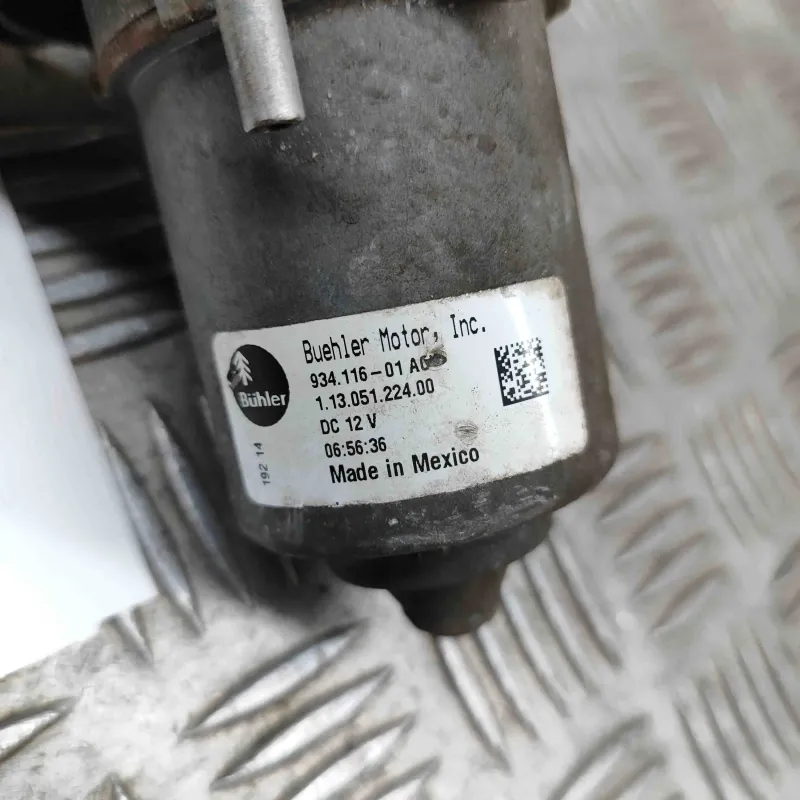 Buehler Motor, Inc.
934.116-01
1.13.051.224.00
DC 12 V
06:56:36
Made in Mexico
Bühler
192 14